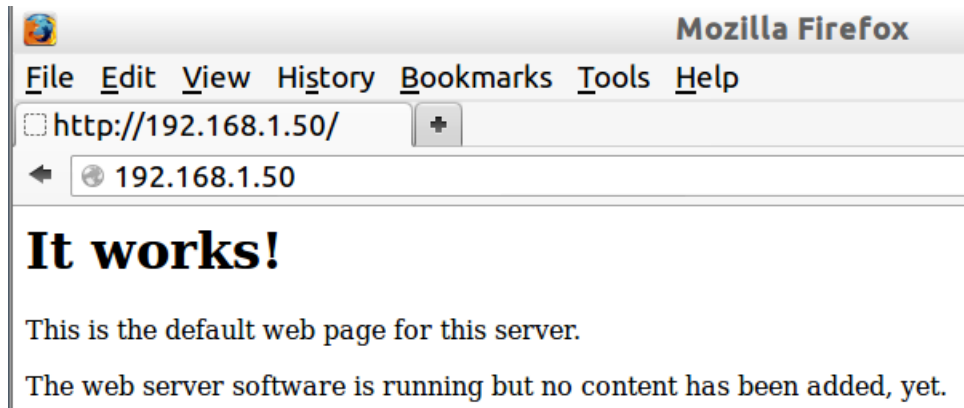 Mozilla Firefox
File Edit View History Bookmarks Tools Help
http://192.168.1.50/
192.168.1.50
It works!
This is the default web page for this server.
The web server software is running but no content has been added, yet.